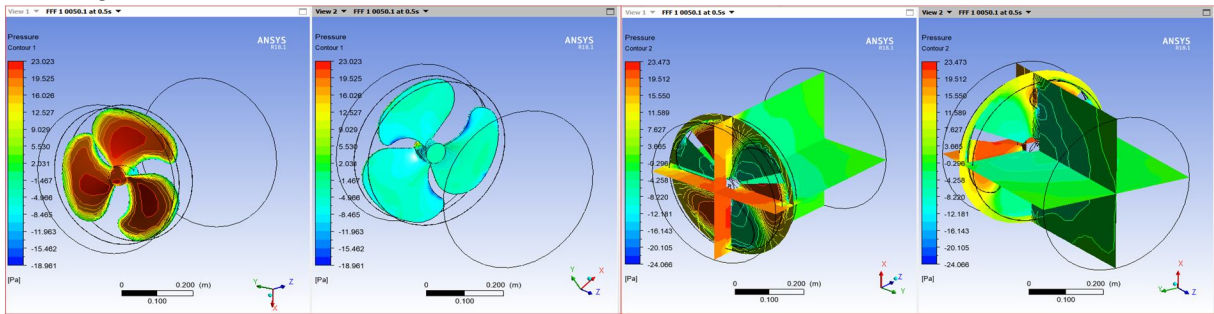 View 1 ▼ FFF 1 0050.1 at 0.5s ▼
Pressure
Contour 1
ANSYS
R18.1
23.023
19.525
16.026
12.527
9.029
5.530
2.031
-1.467
-4.966
-8.465
-11.963
-15.462
-18.961
[Pa]
0 0.200 (m)
0.100
Y Z
X
View 2 ▼ FFF 1 0050.1 at 0.5s ▼
Pressure
Contour 1
ANSYS
R18.1
23.023
19.525
16.026
12.527
9.029
5.530
2.031
-1.467
-4.966
-8.465
-11.963
-15.462
-18.961
[Pa]
0 0.200 (m)
0.100
Y X
Z
View 1 ▼ FFF 1 0050.1 at 0.5s ▼
Pressure
Contour 2
ANSYS
R18.1
23.473
19.512
15.550
11.589
7.627
3.665
-0.296
-4.258
-8.220
-12.181
-16.143
-20.105
-24.066
[Pa]
0 0.200 (m)
0.100
X
Z
Y
View 2 ▼ FFF 1 0050.1 at 0.5s ▼
Pressure
Contour 2
ANSYS
R18.1
23.473
19.512
15.550
11.589
7.627
3.665
-0.296
-4.258
-8.220
-12.181
-16.143
-20.105
-24.066
[Pa]
0 0.200 (m)
0.100
X
Y
Z